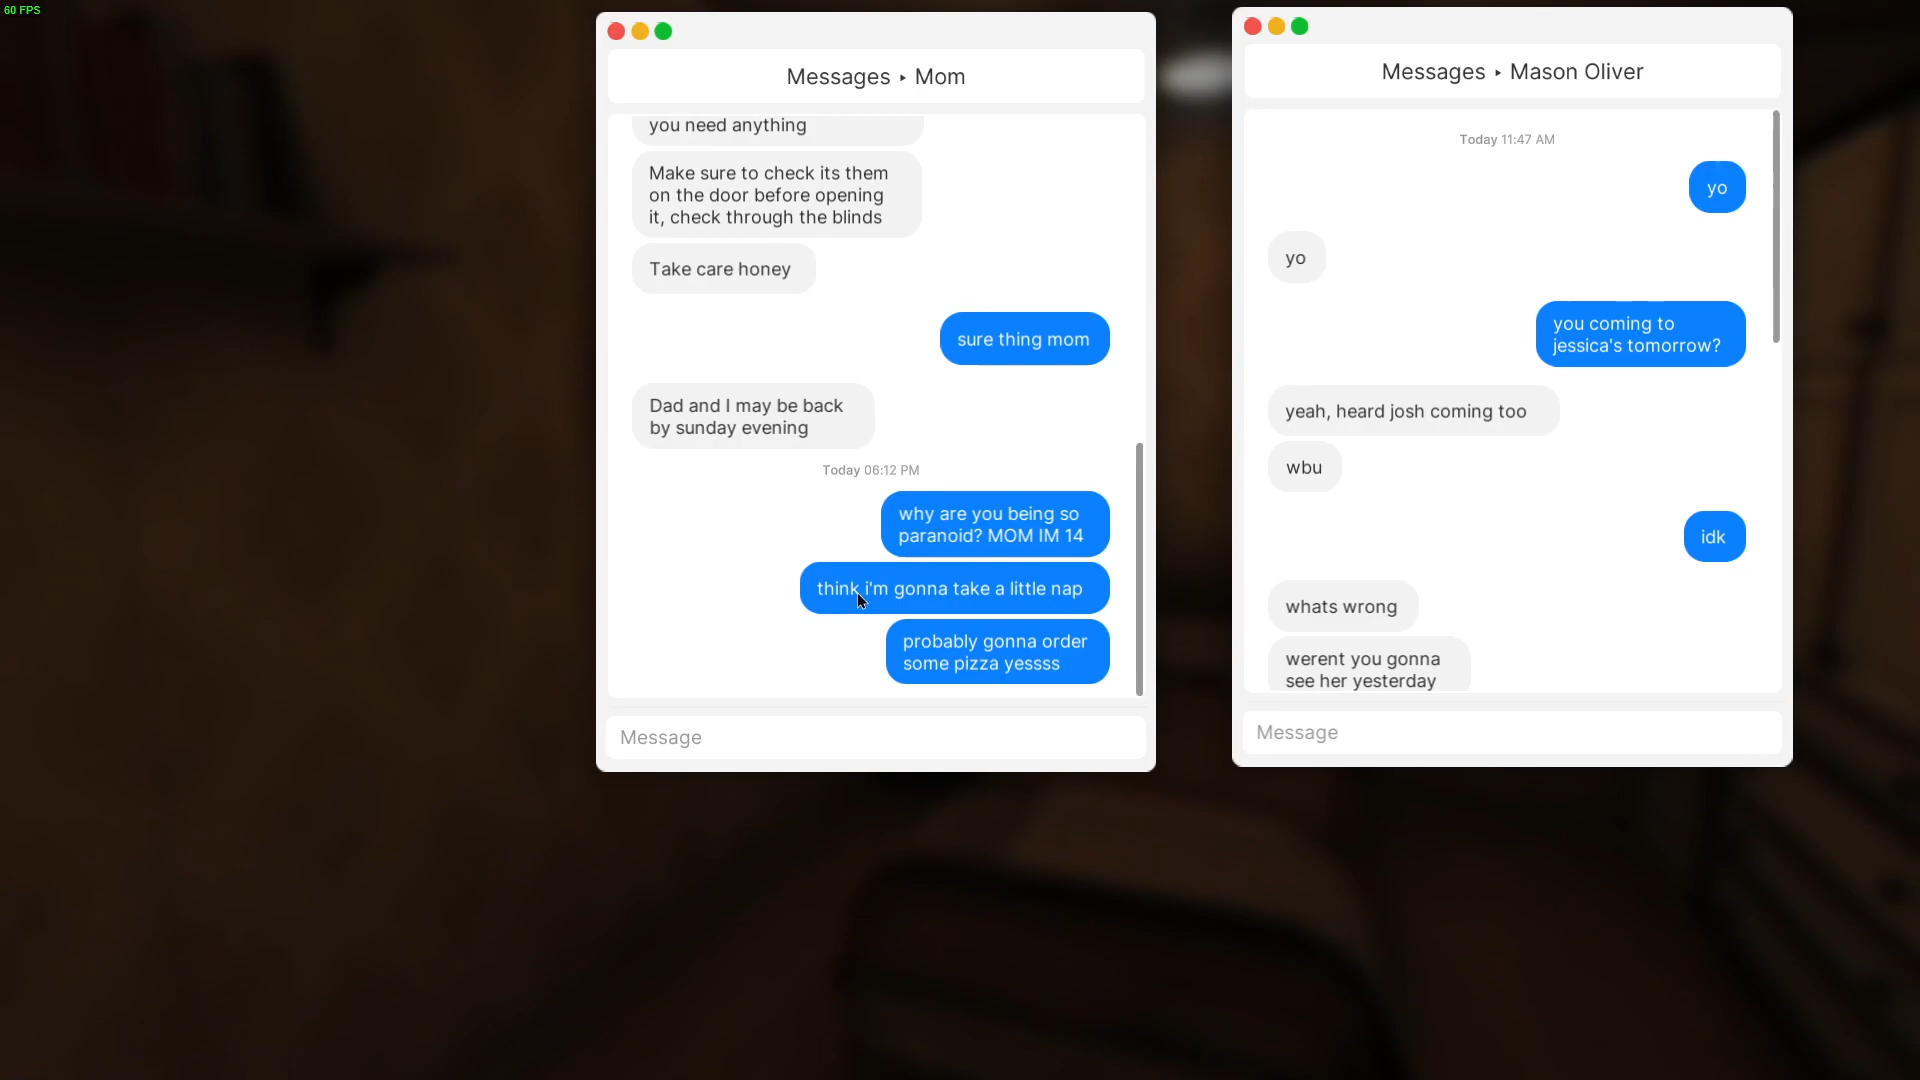 60 FPS
Messages ‣ Mom
you need anything
Make sure to check its them
on the door before opening
it, check through the blinds
Take care honey
sure thing mom
Dad and I may be back
by sunday evening
Today 06:12 PM
why are you being so
paranoid? MOM IM 14
think i'm gonna take a little nap
probably gonna order
some pizza yessss
Message
Messages ‣ Mason Oliver
Today 11:47 AM
yo
yo
you coming to
jessica's tomorrow?
yeah, heard josh coming too
wbu
idk
whats wrong
werent you gonna
see her yesterday
Message